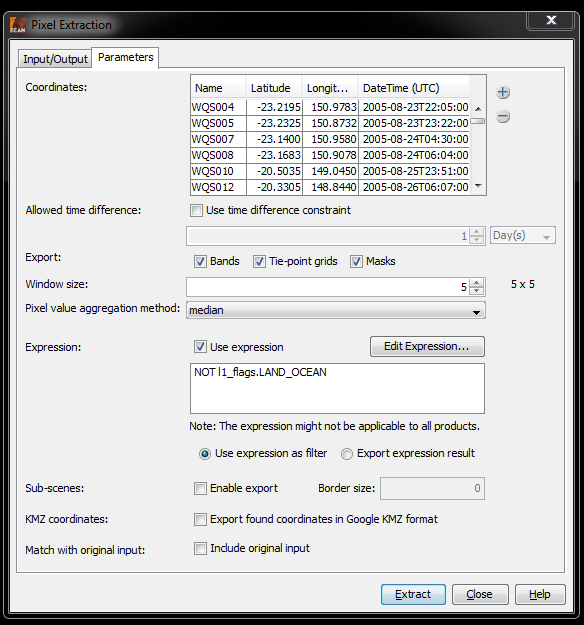 BEAM
Pixel Extraction
Input/Output Parameters
Coordinates:
Name Latitude Longit... DateTime (UTC)
WQS004 -23.2195 150.9783 2005-08-23T22:05:00
WQS005 -23.2325 150.8732 2005-08-23T23:22:00
WQS007 -23.1400 150.9580 2005-08-24T04:30:00
WQS008 -23.1683 150.9078 2005-08-24T06:04:00
WQS010 -20.5035 149.0450 2005-08-25T23:51:00
WQS012 -20.3305 148.8440 2005-08-26T06:07:00
Allowed time difference: Use time difference constraint
1 Day(s)
Export: Bands Tie-point grids Masks
Window size: 5 5 x 5
Pixel value aggregation method: median
Expression: Use expression Edit Expression...
NOT l1_flags.LAND_OCEAN
Note: The expression might not be applicable to all products.
Use expression as filter Export expression result
Sub-scenes: Enable export Border size: 0
KMZ coordinates: Export found coordinates in Google KMZ format
Match with original input: Include original input
Extract Close Help